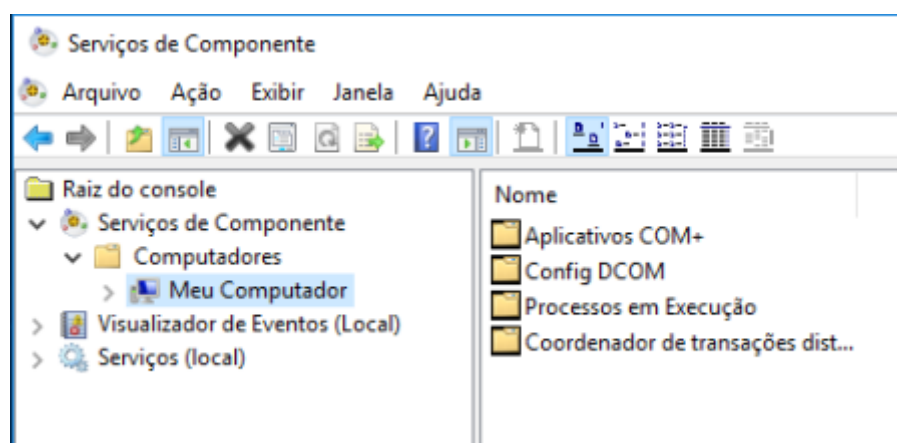 Serviços de Componente
Arquivo Ação Exibir Janela Ajuda
Raiz do console
Serviços de Componente
Computadores
Meu Computador
Visualizador de Eventos (Local)
Serviços (local)
Nome
Aplicativos COM+
Config DCOM
Processos em Execução
Coordenador de transações dist...